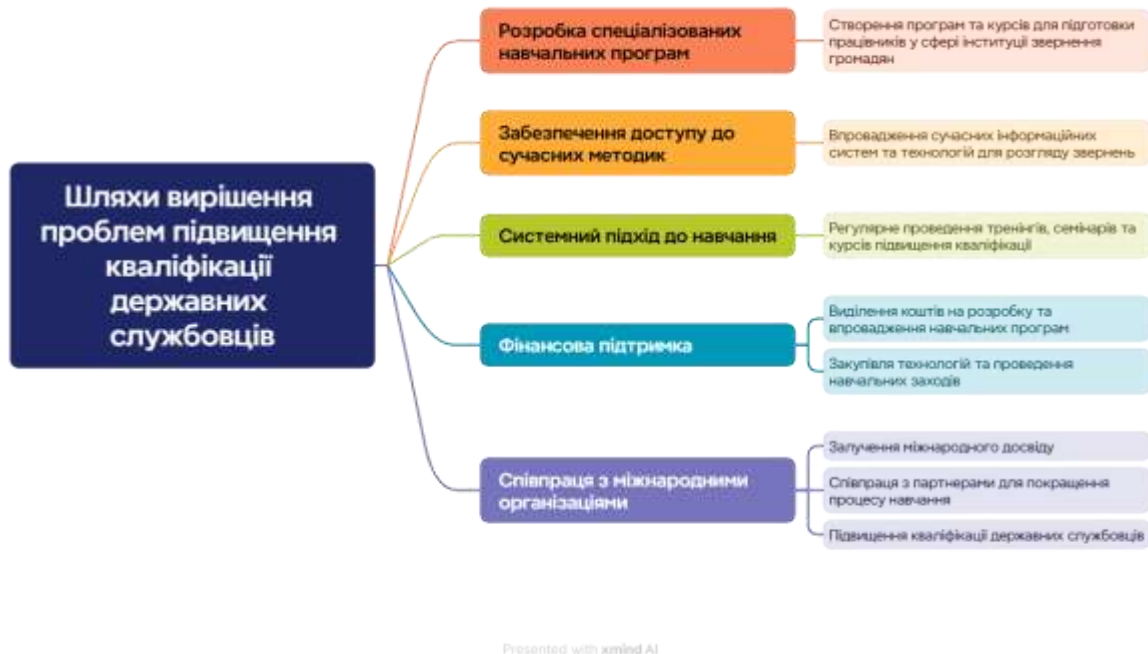 Шляхи вирішення
проблем підвищення
кваліфікації
державних
службовців
Розробка спеціалізованих
навчальних програм
Створення програм та курсів для підготовки
працівників у сфері інституції звернення
громадян
Забезпечення доступу до
сучасних методик
Впровадження сучасних інформаційних
систем та технологій для розгляду звернень
Системний підхід до навчання
Регулярне проведення тренінгів, семінарів та
курсів підвищення кваліфікації
Фінансова підтримка
Виділення коштів на розробку та
впровадження навчальних програм
Закупівля технологій та проведення
навчальних заходів
Співпраця з міжнародними
організаціями
Залучення міжнародного досвіду
Співпраця з партнерами для покращення
процесу навчання
Підвищення кваліфікації державних службовців
Presented with xmind AI